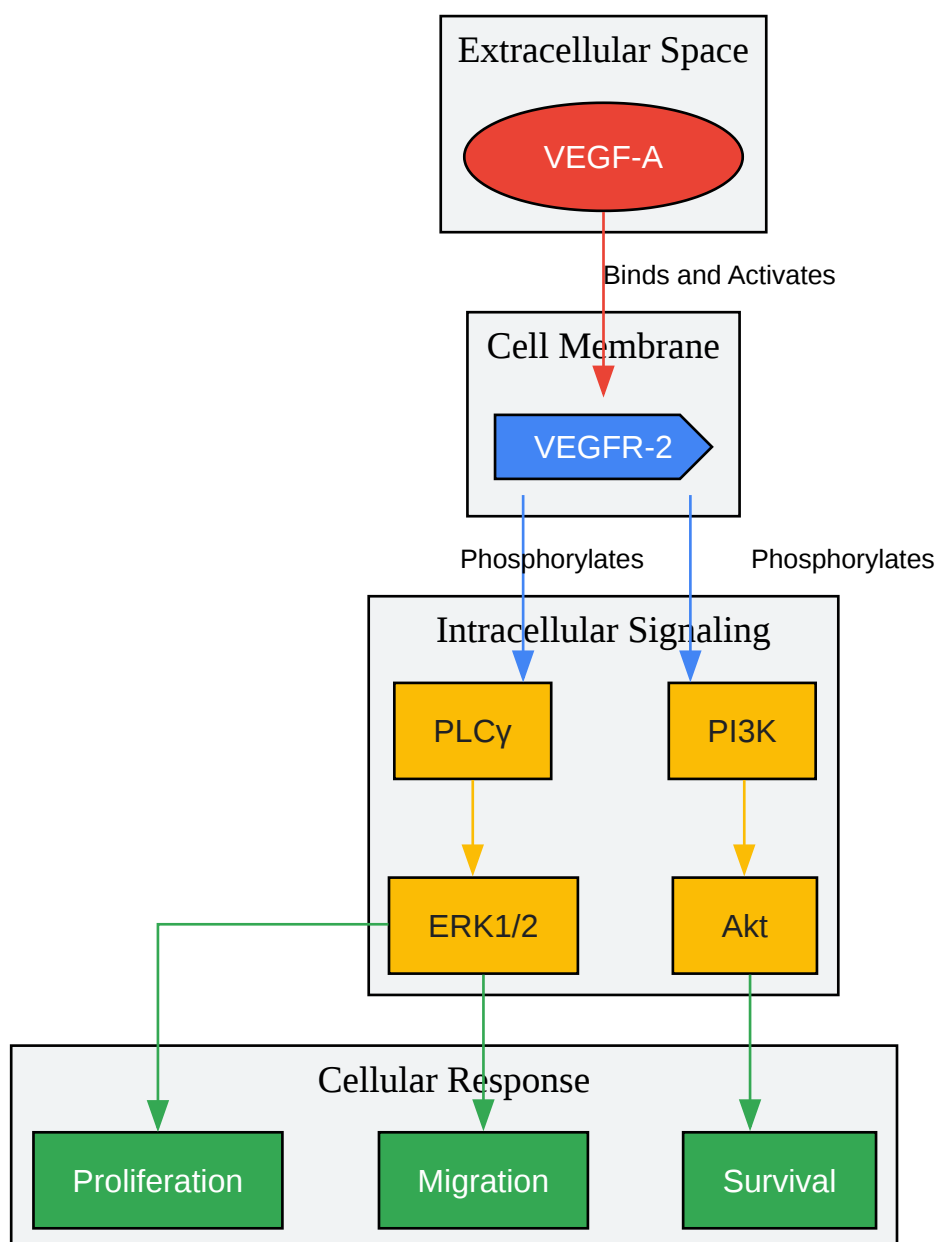 Extracellular Space
VEGF-A
Binds and Activates
Cell Membrane
VEGFR-2
Phosphorylates
Phosphorylates
Intracellular Signaling
PLCγ
PI3K
ERK1/2
Akt
Cellular Response
Proliferation
Migration
Survival